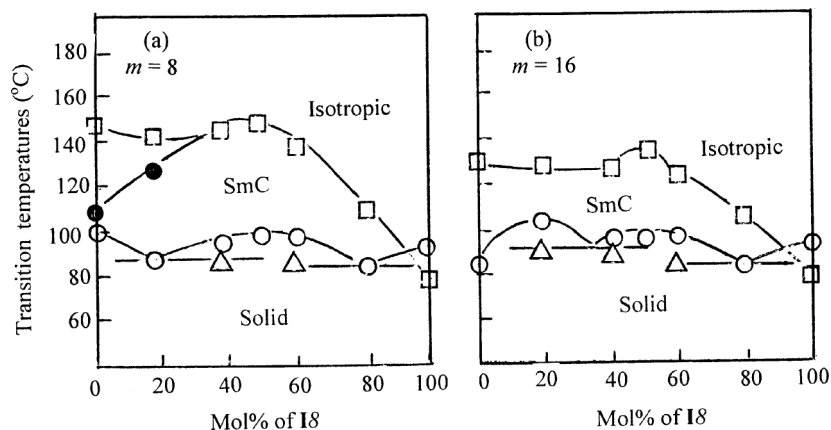 (a)
m = 8
Isotropic
SmC
Solid
180
150
140
120
100
80
60
0 20 40 60 80 100
Transition temperatures (°C)
Mol% of I8
(b)
m = 16
Isotropic
SmC
Solid
0 20 40 60 80 100
Mol% of I8